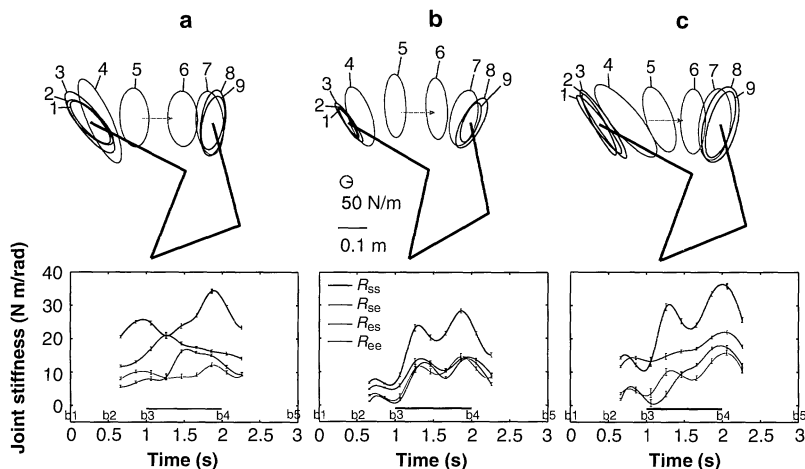 a b c
1 2 3 4 5 6 7 8 9
1 2 3 4 5 6 7 8 9
1 2 3 4 5 6 7 8 9
50 N/m
0.1 m
Joint stiffness (N m/rad)
40
30
20
10
0
R_ss
R_se
R_es
R_ee
b1 b2 b3 b4 b5
b1 b2 b3 b4 b5
b1 b2 b3 b4 b5
0 0.5 1 1.5 2 2.5 3
0 0.5 1 1.5 2 2.5 3
0 0.5 1 1.5 2 2.5 3
Time (s) Time (s) Time (s)